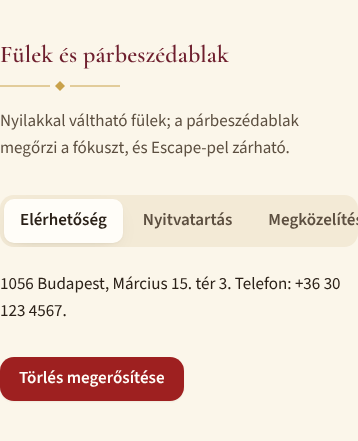 Fülek és párbeszédablak
Nyilakkal váltható fülek; a párbeszédablak
megőrzi a fókuszt, és Escape-pel zárható.
Elérhetőség Nyitvatartás Megközelítés
1056 Budapest, Március 15. tér 3. Telefon: +36 30
123 4567.
Törlés megerősítése